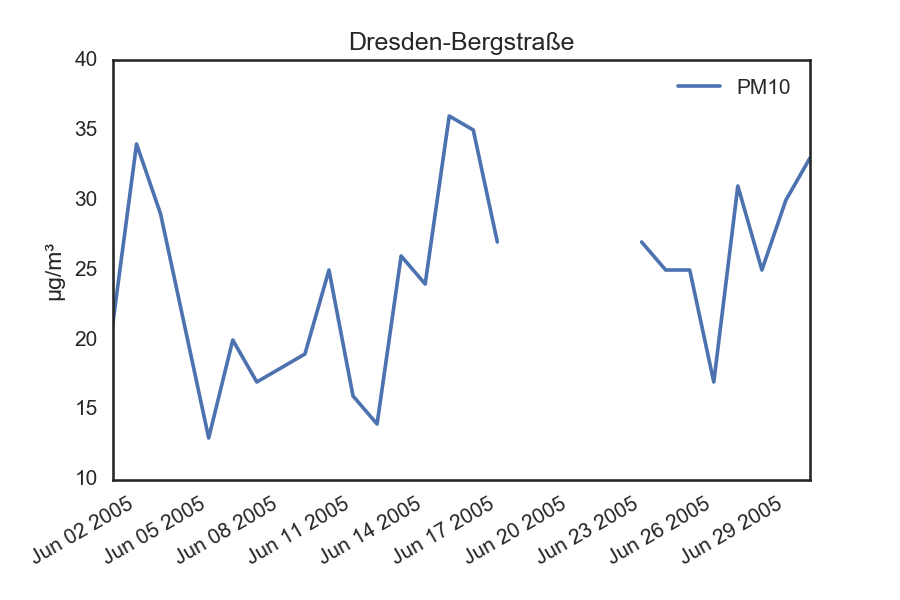 Dresden-Bergstraße
40
35
30
25
20
15
10
µg/m³
PM10
Jun 02 2005
Jun 05 2005
Jun 08 2005
Jun 11 2005
Jun 14 2005
Jun 17 2005
Jun 20 2005
Jun 23 2005
Jun 26 2005
Jun 29 2005